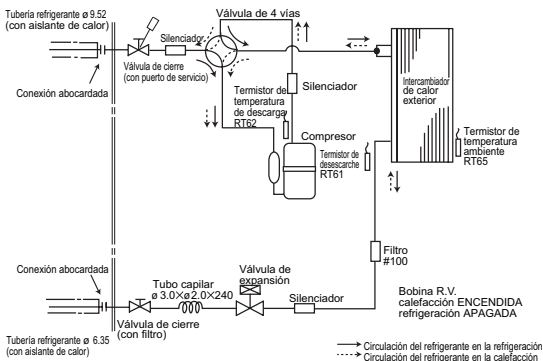 Tubería refrigerante ø 9.52
(con aislante de calor)
Silenciador
Válvula de 4 vías
Válvula de cierre
(con puerto de servicio)
Conexión abocardada
Silenciador
Termistor de
temperatura
de descarga
RT62
Compresor
Termistor de
desescarche
RT61
Intercambiador
de calor
exterior
Termistor de
temperatura
ambiente
RT65
Filtro
#100
Conexión abocardada
Tubo capilar
ø 3.0×ø2.0×240
Válvula de
expansión
Silenciador
Válvula de cierre
(con filtro)
Tubería refrigerante ø 6.35
(con aislante de calor)
Bobina R.V.
calefacción ENCENDIDA
refrigeración APAGADA
Circulación del refrigerante en la refrigeración
Circulación del refrigerante en la calefacción